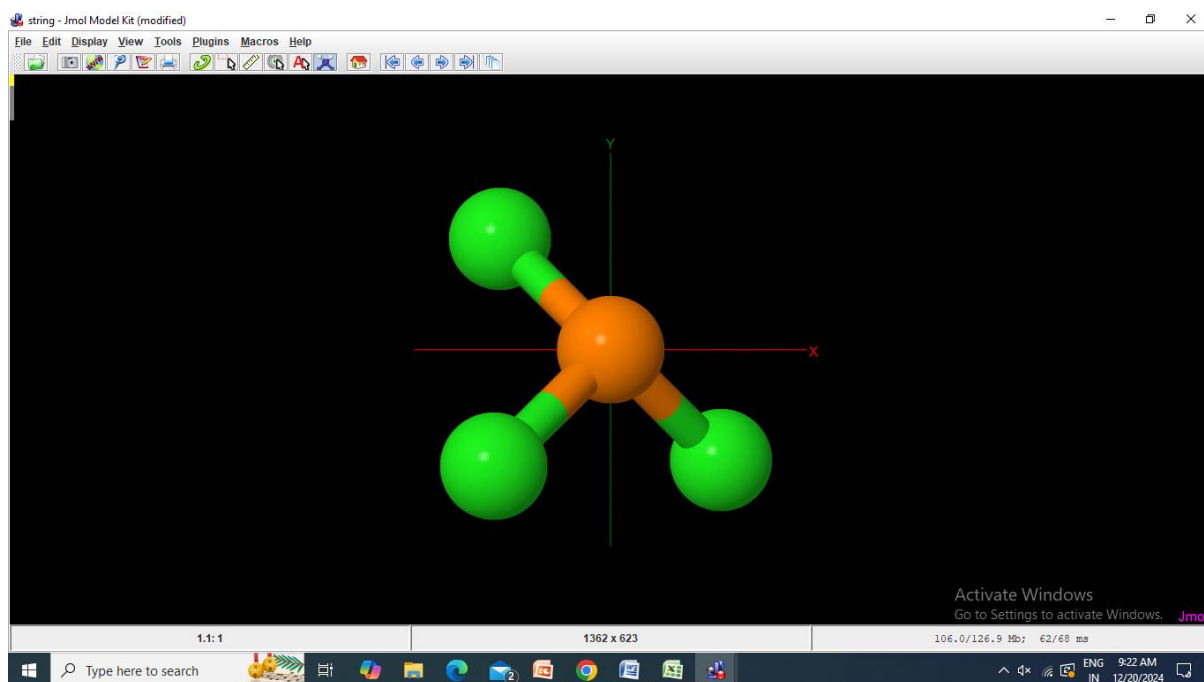 string - Jmol Model Kit (modified)
File Edit Display View Tools Plugins Macros Help
Y
X
Activate Windows
Go to Settings to activate Windows.
Jmo
1.1: 1
1362 x 623
106.0/126.9 Mb; 62/68 ms
Type here to search
2
ENG
IN
9:22 AM
12/20/2024